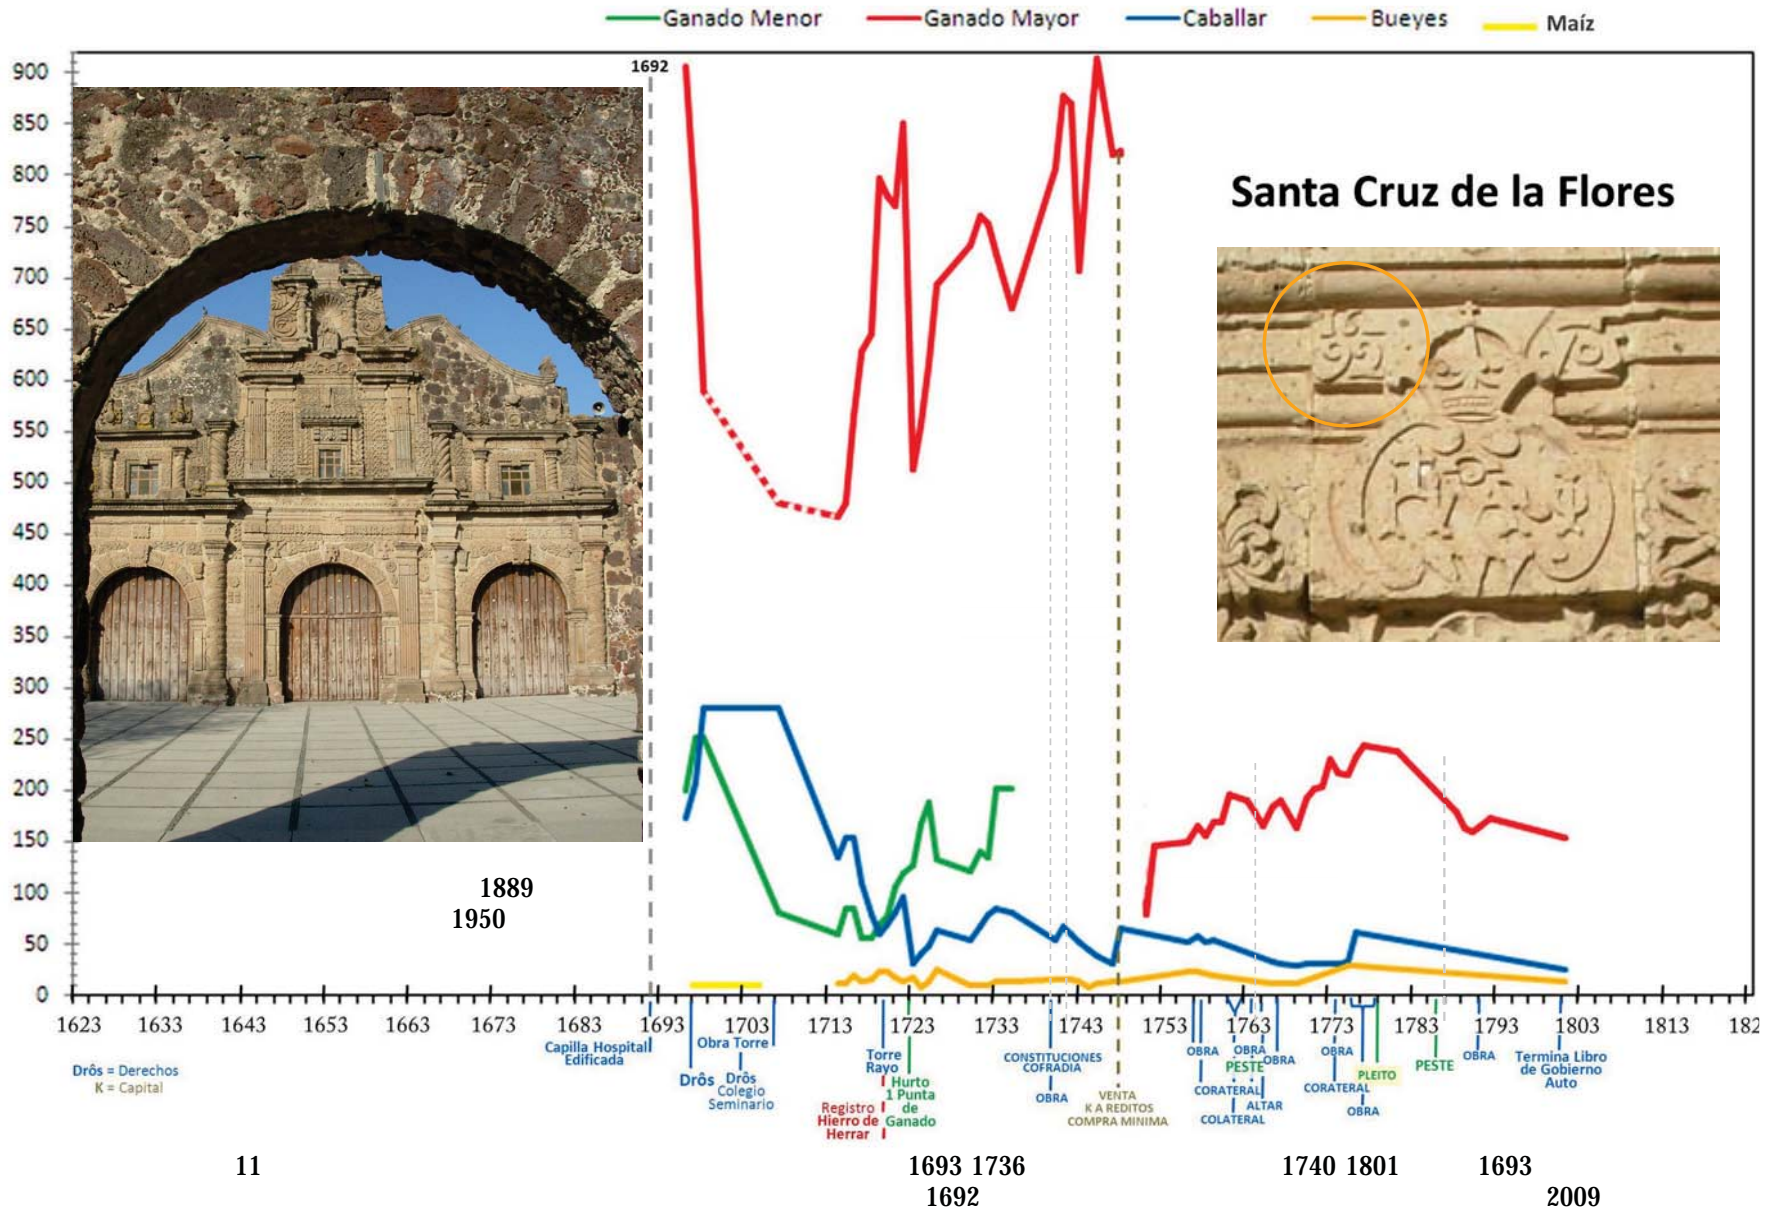 Ganado Menor Ganado Mayor Caballar Bueyes Maíz
900
850
800
750
700
650
600
550
500
450
400
350
300
250
200
150
100
50
0
1692
Santa Cruz de la Flores
16
92
1889
1950
1623 1633 1643 1653 1663 1673 1683 1693 1703 1713 1723 1733 1743 1753 1763 1773 1783 1793 1803 1813 182
Capilla Hospital
Edificada
Drôs = Derechos
K = Capital
Obra Torre
Drôs
Drôs
Colegio
Seminario
Torre
Rayo
Registro
Hierro de
Herrar
Hurto
1 Punta
de
Ganado
CONSTITUCIONES
COFRADIA
OBRA
VENTA
K A REDITOS
COMPRA MINIMA
OBRA
CORATERAL
COLATERAL
OBRA
PESTE
ALTAR
OBRA
OBRA
CORATERAL
OBRA
PLEITO
PESTE
OBRA
Termina Libro
de Gobierno
Auto
11 1693 1736 1740 1801 1693
1692 2009